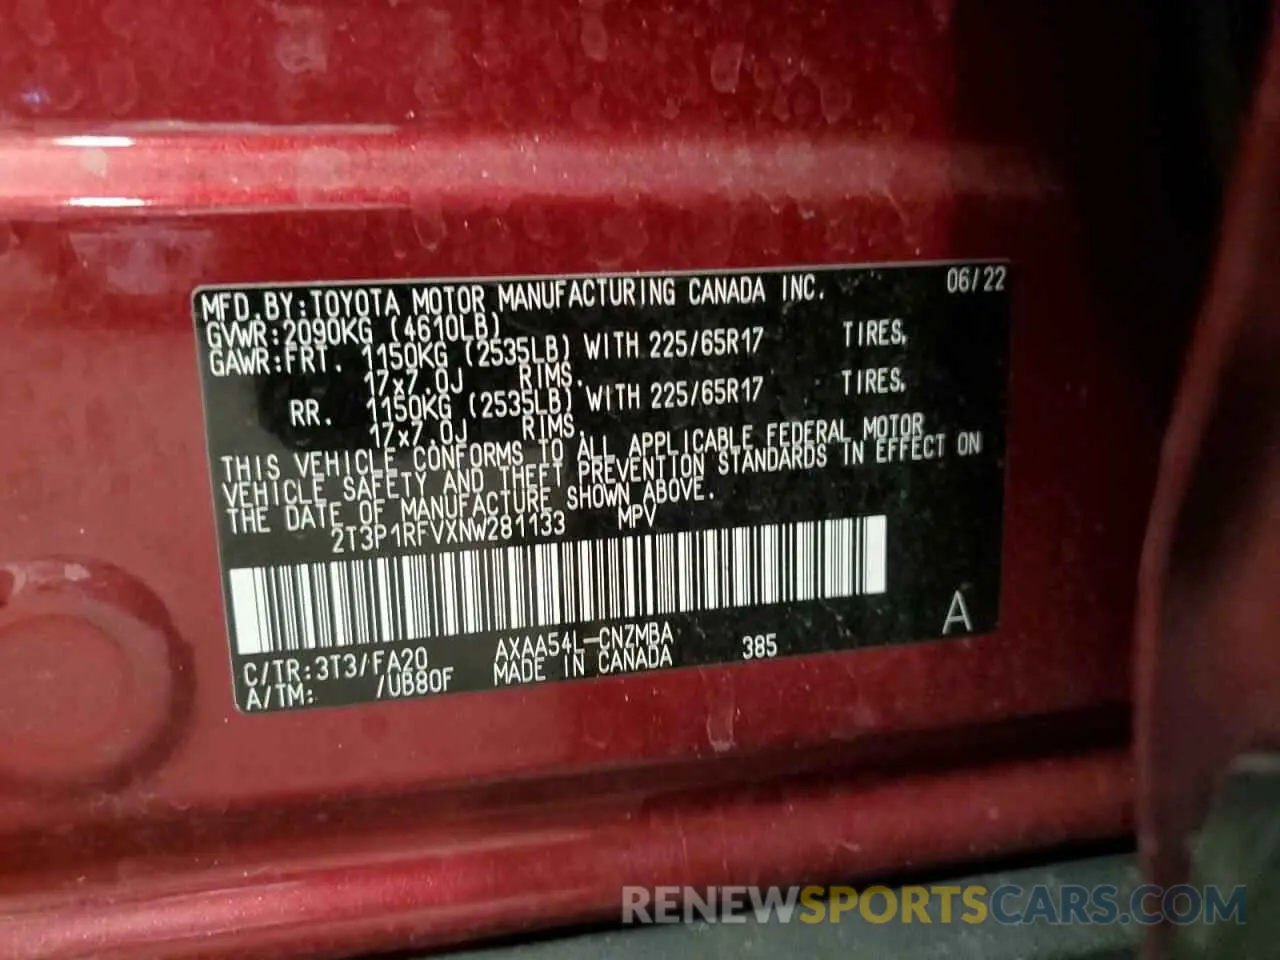 MFD.BY:TOYOTA MOTOR MANUFACTURING CANADA INC. 06/22
GVWR:2090KG (4610LB)
GAWR:FRT. 1150KG (2535LB) WITH 225/65R17 TIRES,
17x7.0J RIMS.
RR. 1150KG (2535LB) WITH 225/65R17 TIRES,
17x7.0J RIMS.
THIS VEHICLE CONFORMS TO ALL APPLICABLE FEDERAL MOTOR
VEHICLE SAFETY AND THEFT PREVENTION STANDARDS IN EFFECT ON
THE DATE OF MANUFACTURE SHOWN ABOVE.
2T3P1RFVXNW281133 MPV
A
C/TR:3T3/FA20 AXAA54L-CNZMBA 385
A/TM: /UB80F MADE IN CANADA
RENEWSPORTSCARS.COM